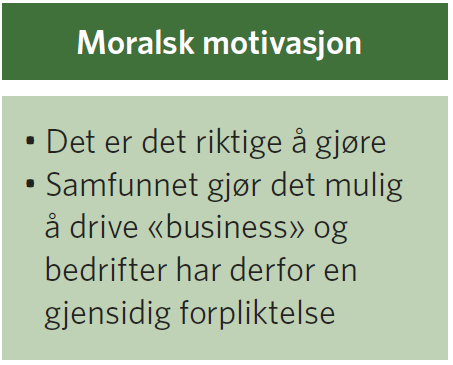 Moralsk motivasjon
• Det er det riktige å gjøre
• Samfunnet gjør det mulig
å drive «business» og
bedrifter har derfor en
gjensidig forpliktelse